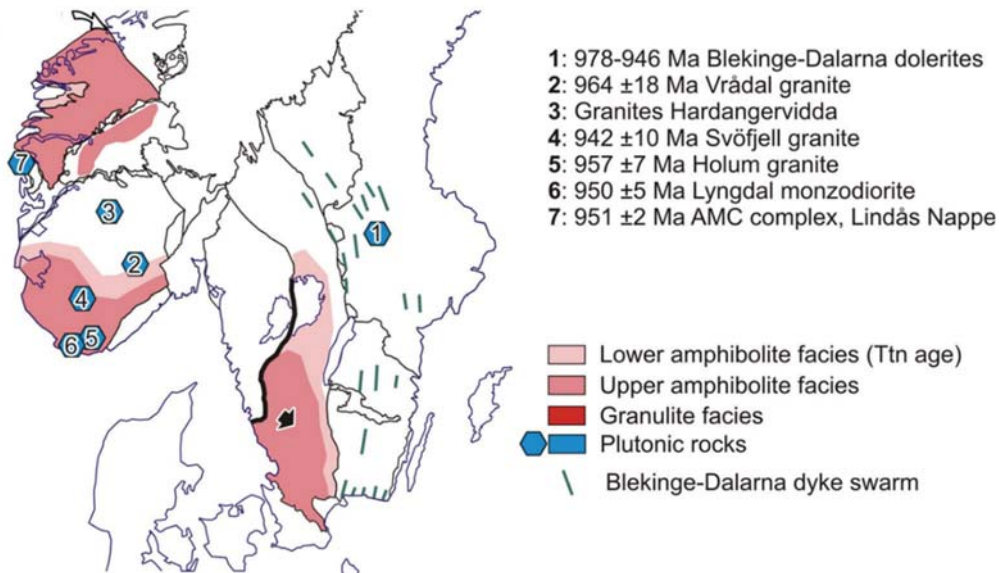 1: 978-946 Ma Blekinge-Dalarna dolerites
2: 964 ±18 Ma Vrådal granite
3: Granites Hardangervidda
4: 942 ±10 Ma Svöfjell granite
5: 957 ±7 Ma Holum granite
6: 950 ±5 Ma Lyngdal monzodiorite
7: 951 ±2 Ma AMC complex, Lindås Nappe
7
3
1
2
4
6
5
Lower amphibolite facies (Ttn age)
Upper amphibolite facies
Granulite facies
Plutonic rocks
Blekinge-Dalarna dyke swarm